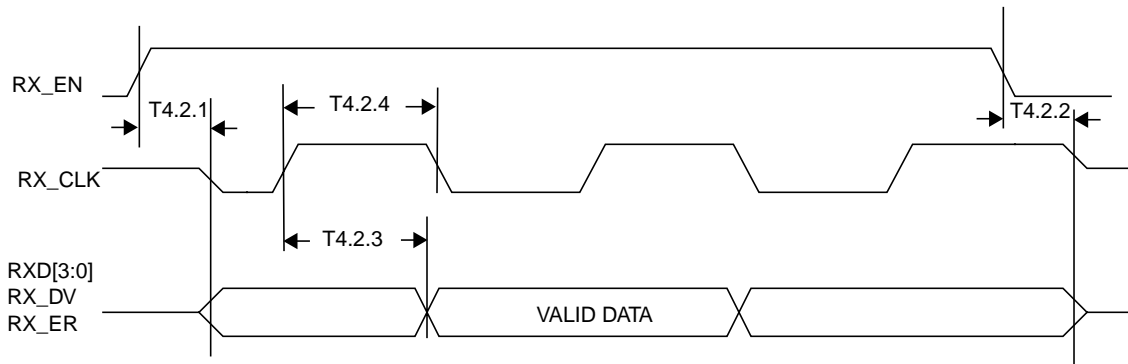 RX_EN
T4.2.1
T4.2.4
T4.2.2
RX_CLK
T4.2.3
RXD[3:0]
RX_DV
RX_ER
VALID DATA